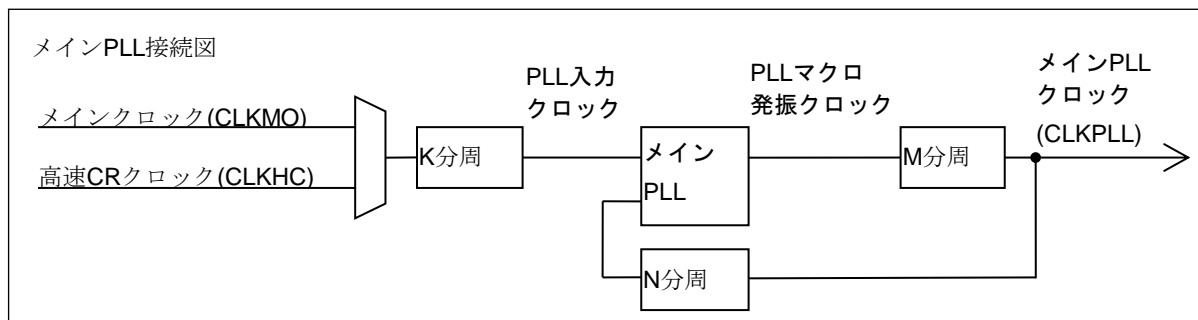 メインPLL接続図
PLL入力
クロック
PLLマクロ
発振クロック
メインPLL
クロック
(CLKPLL)
メインクロック(CLKMO)
高速CRクロック(CLKHC)
K分周
メイン
PLL
M分周
N分周